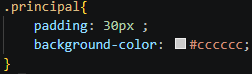 .principal{
    padding: 30px ;
    background-color: #cccccc;
}